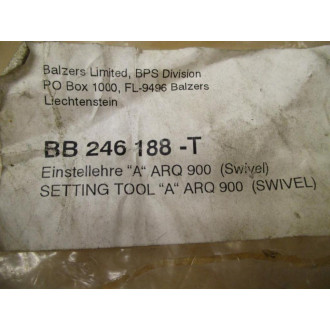 Balzers Limited, BPS Division
PO Box 1000, FL-9496 Balzers
Liechtenstein
BB 246 188 -T
Einstellehre "A" ARQ 900 (Swivel)
SETTING TOOL "A" ARQ 900 (SWIVEL)